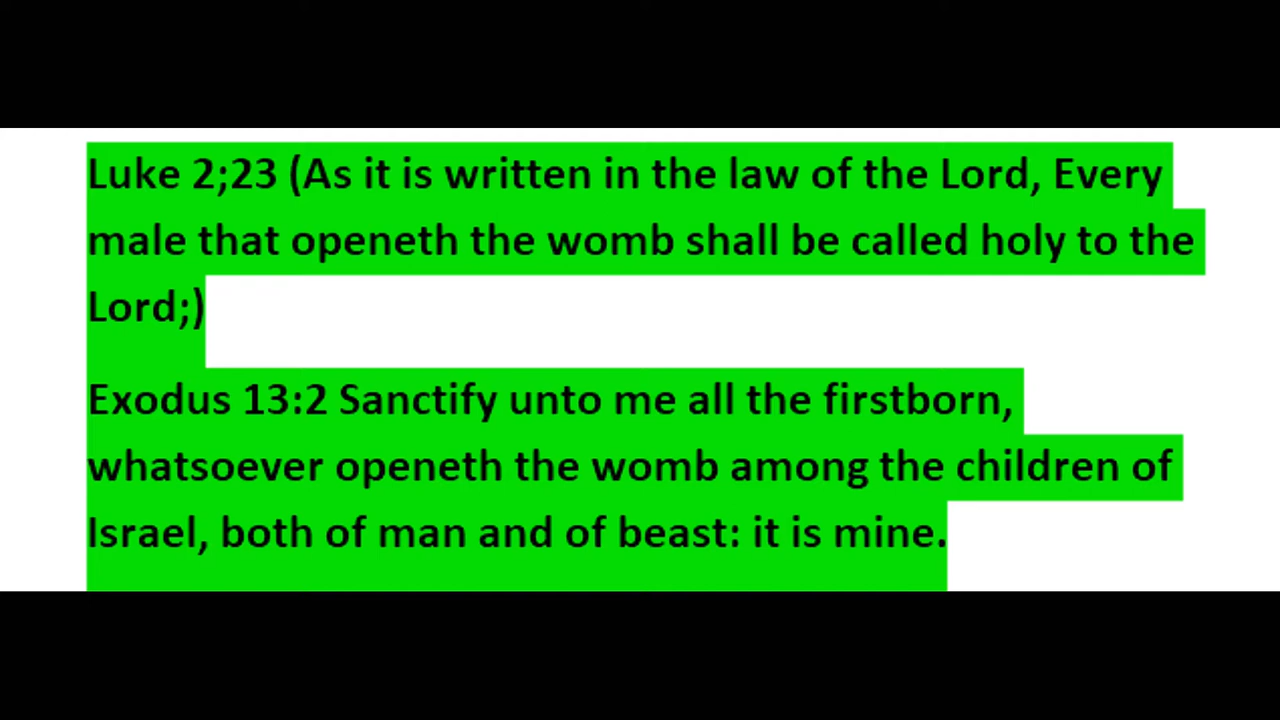 Luke 2;23 (As it is written in the law of the Lord, Every
male that openeth the womb shall be called holy to the
Lord;)
Exodus 13:2 Sanctify unto me all the firstborn,
whatsoever openeth the womb among the children of
Israel, both of man and of beast: it is mine.